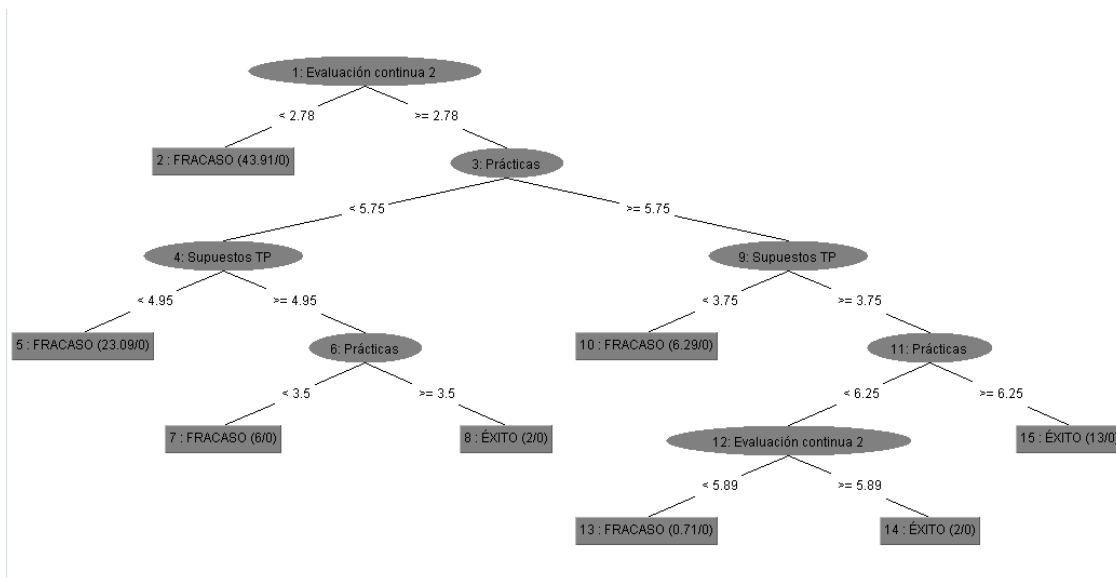 1: Evaluación continua 2
< 2.78
>= 2.78
2 : FRACASO (43.91/0)
3: Prácticas
< 5.75
>= 5.75
4: Supuestos TP
9: Supuestos TP
< 4.95
>= 4.95
< 3.75
>= 3.75
5 : FRACASO (23.09/0)
6: Prácticas
10 : FRACASO (6.29/0)
11: Prácticas
< 3.5
>= 3.5
< 6.25
>= 6.25
7 : FRACASO (6/0)
8 : ÉXITO (2/0)
12: Evaluación continua 2
15 : ÉXITO (13/0)
< 5.89
>= 5.89
13 : FRACASO (0.71/0)
14 : ÉXITO (2/0)